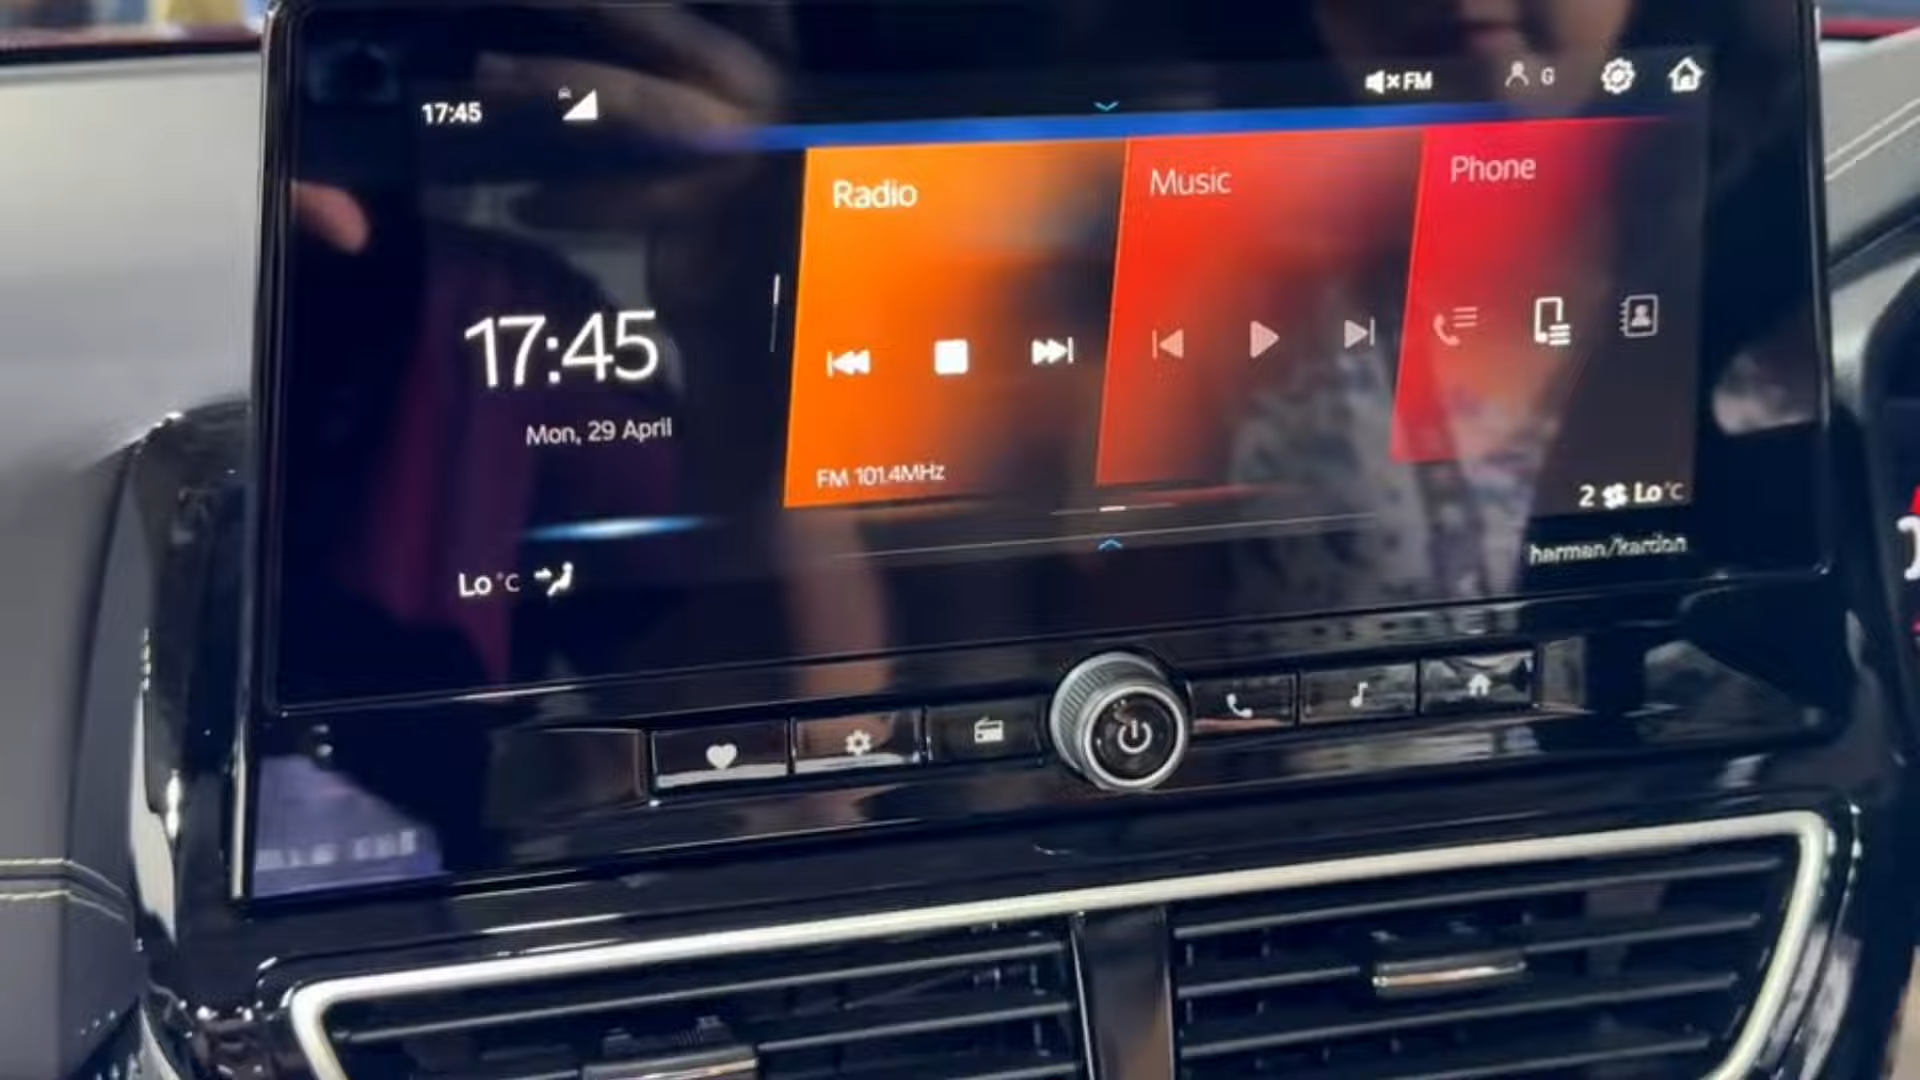 17:45
FM
G
Radio
Music
Phone
17:45
Mon, 29 April
FM 101.4MHz
2 Lo°C
harman/kardon
Lo°C